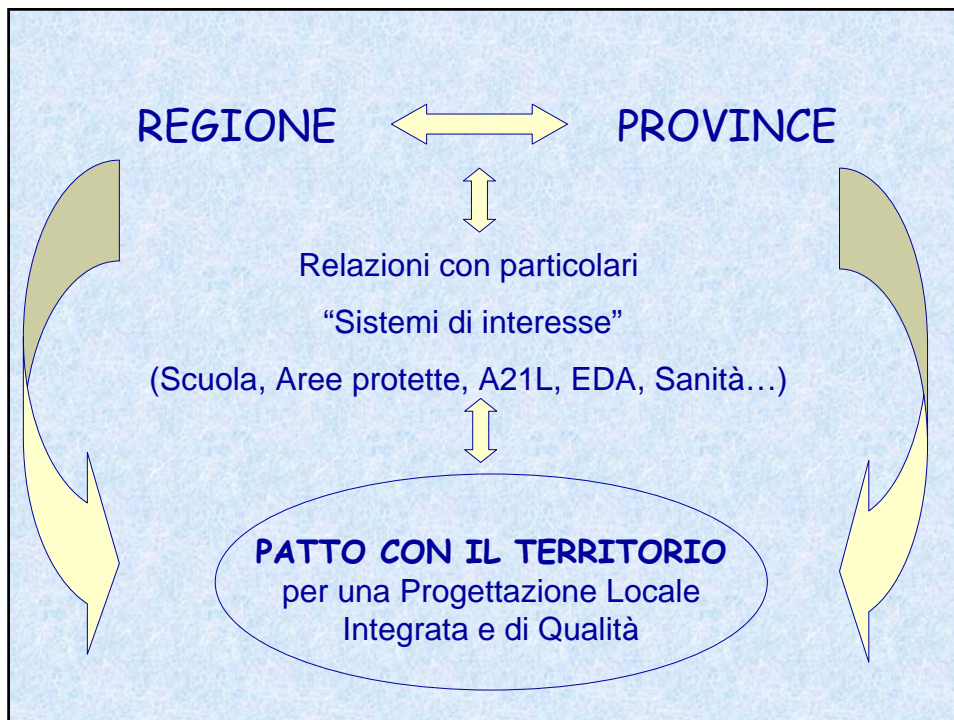 REGIONE PROVINCE
Relazioni con particolari
“Sistemi di interesse”
(Scuola, Aree protette, A21L, EDA, Sanità…)
PATTO CON IL TERRITORIO
per una Progettazione Locale
Integrata e di Qualità